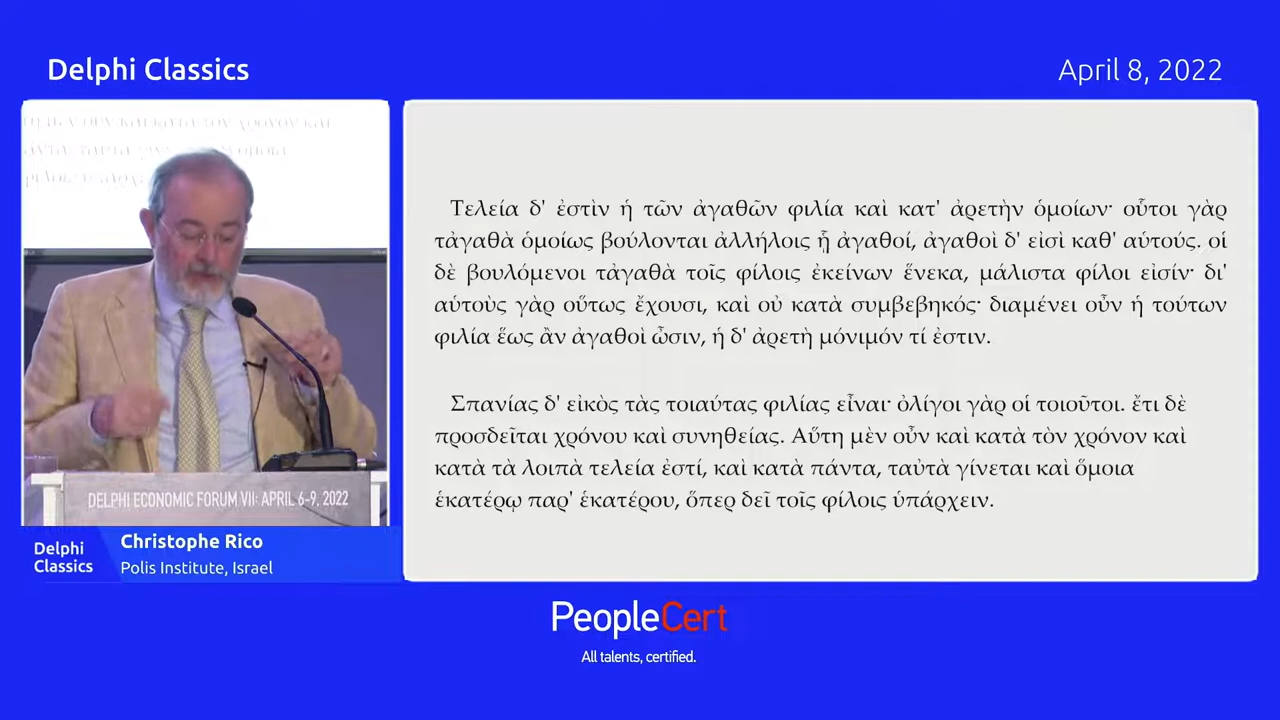 Delphi Classics
April 8, 2022
Τελεία δ' ἐστὶν ἡ τῶν ἀγαθῶν φιλία καὶ κατ' ἀρετὴν ὁμοίων· οὗτοι γὰρ
τἀγαθὰ ὁμοίως βούλονται ἀλλήλοις ᾗ ἀγαθοί, ἀγαθοὶ δ' εἰσὶ καθ' αὑτούς. οἱ
δὲ βουλόμενοι τἀγαθὰ τοῖς φίλοις ἐκείνων ἕνεκα, μάλιστα φίλοι εἰσίν· δι'
αὑτοὺς γὰρ οὕτως ἔχουσι, καὶ οὐ κατὰ συμβεβηκός· διαμένει οὖν ἡ τούτων
φιλία ἕως ἂν ἀγαθοὶ ὦσιν, ἡ δ' ἀρετὴ μόνιμόν τί ἐστιν.
Σπανίας δ' εἰκὸς τὰς τοιαύτας φιλίας εἶναι· ὀλίγοι γὰρ οἱ τοιοῦτοι. ἔτι δὲ
προσδεῖται χρόνου καὶ συνηθείας. Αὕτη μὲν οὖν καὶ κατὰ τὸν χρόνον καὶ
κατὰ τὰ λοιπὰ τελεία ἐστί, καὶ κατὰ πάντα, ταὐτὰ γίνεται καὶ ὅμοια
ἑκατέρῳ παρ' ἑκατέρου, ὅπερ δεῖ τοῖς φίλοις ὑπάρχειν.
DELPHI ECONOMIC FORUM VII: APRIL 6-9, 2022
Delphi
Classics
Christophe Rico
Polis Institute, Israel
PeopleCert
All talents, certified.